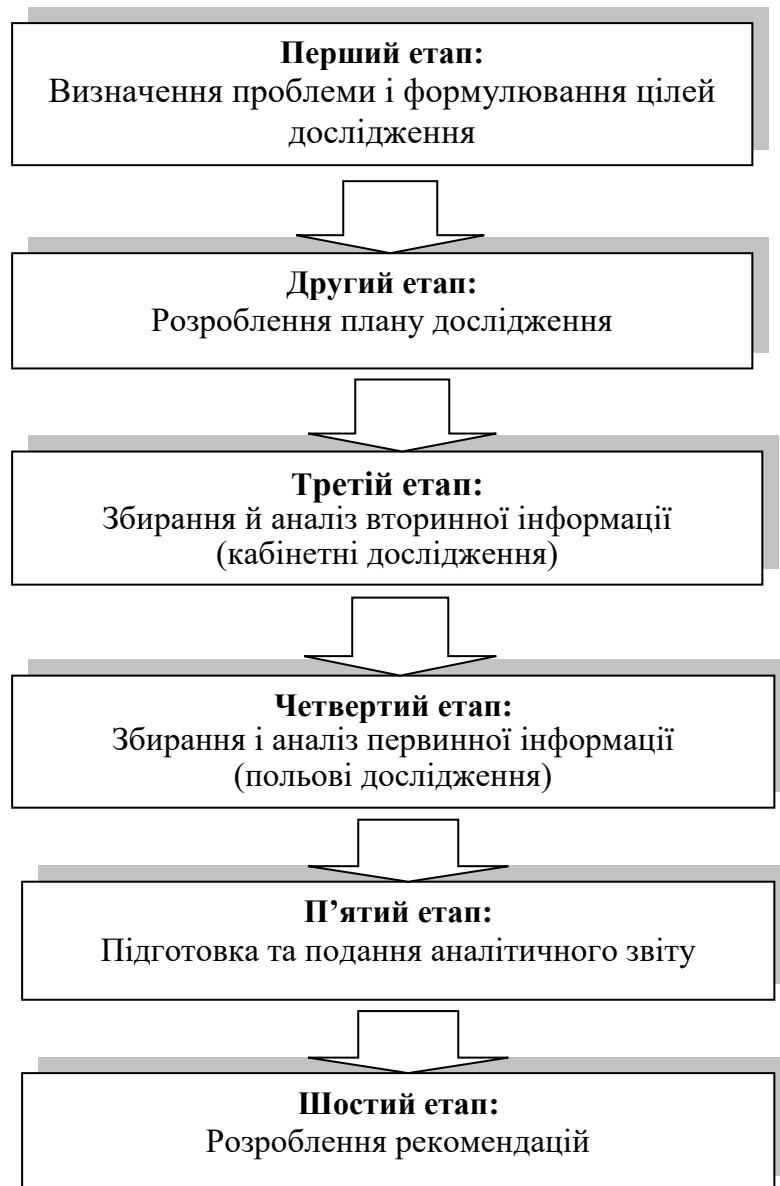 Перший етап:
Визначення проблеми і формулювання цілей
дослідження
Другий етап:
Розроблення плану дослідження
Третій етап:
Збирання й аналіз вторинної інформації
(кабінетні дослідження)
Четвертий етап:
Збирання і аналіз первинної інформації
(польові дослідження)
П’ятий етап:
Підготовка та подання аналітичного звіту
Шостий етап:
Розроблення рекомендацій